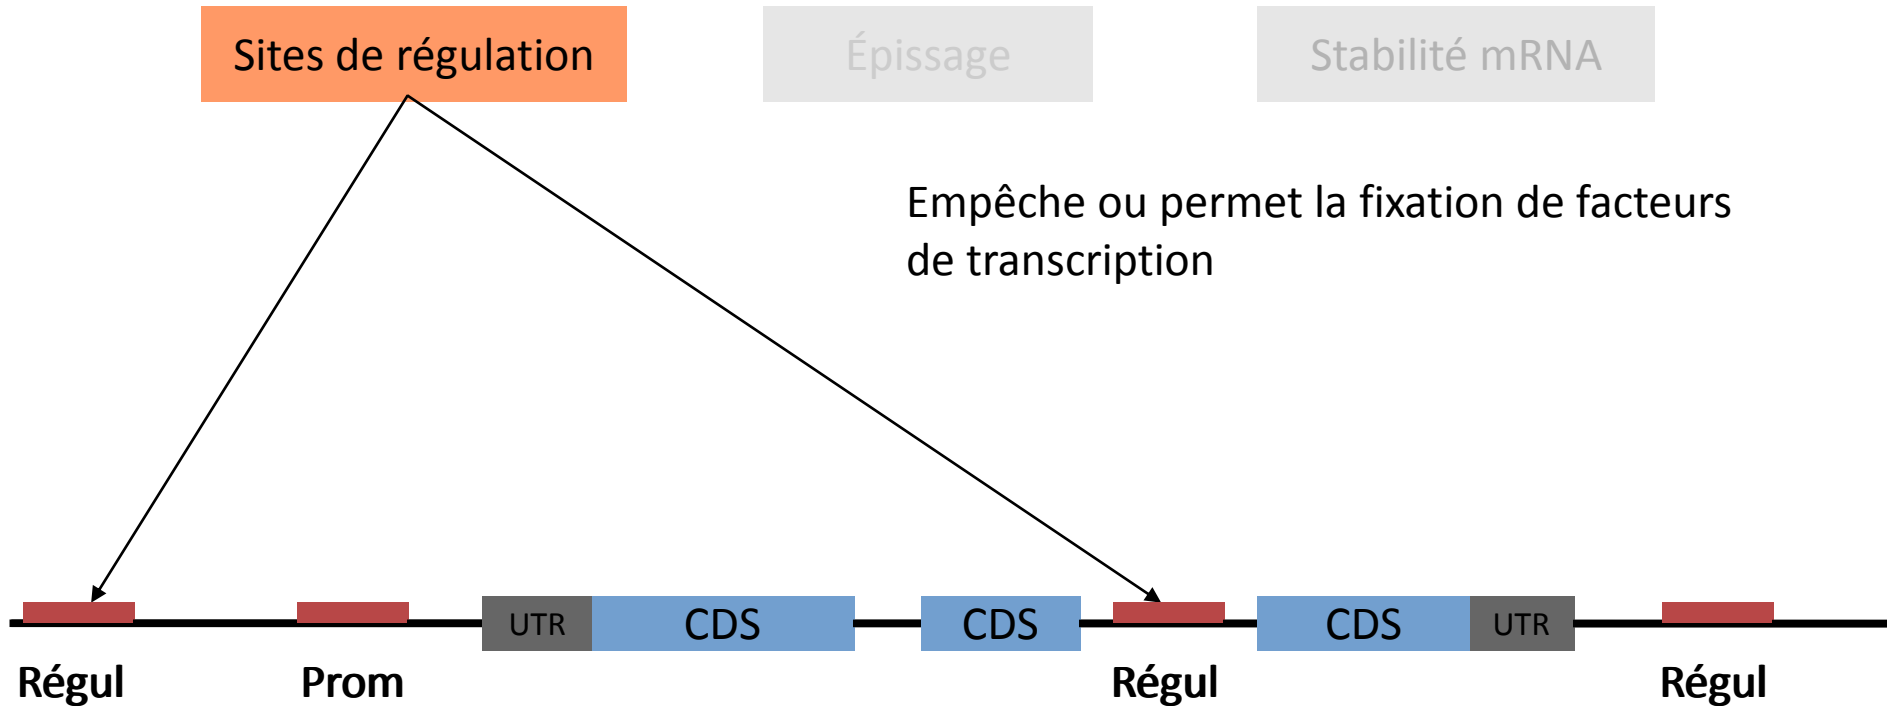 Sites de régulation
Épissage
Stabilité mRNA
Empêche ou permet la fixation de facteurs
de transcription
UTR
CDS
CDS
CDS
UTR
Régul
Prom
Régul
Régul